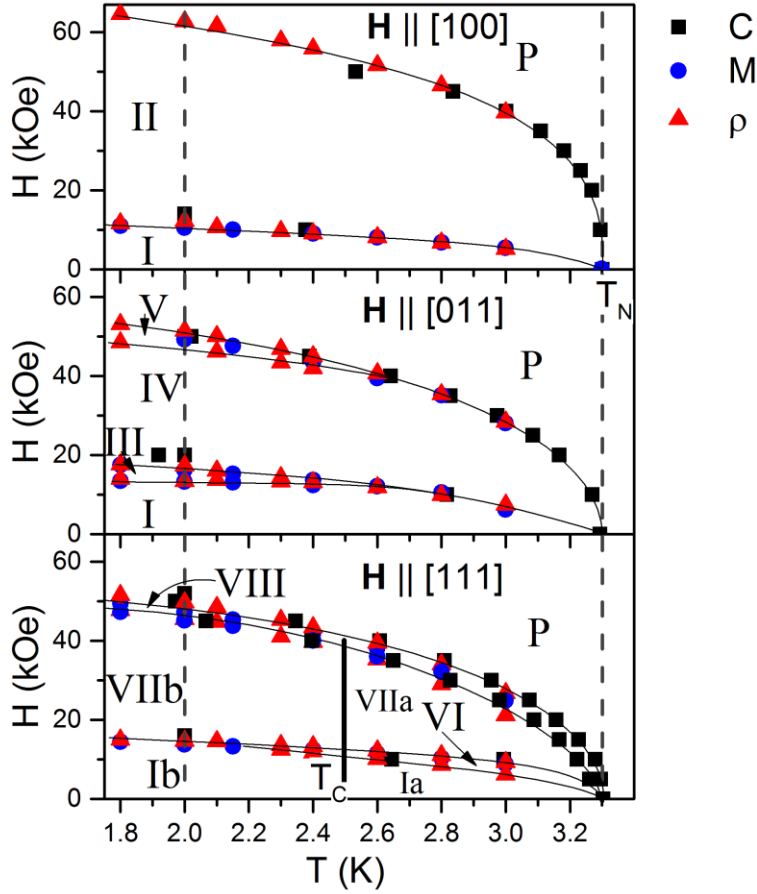 H || [100]
P
C
M
ρ
60
40
20
0
H (kOe)
II
I
T_N
H || [011]
P
60
40
20
0
H (kOe)
V
IV
III
I
H || [111]
P
60
40
20
0
H (kOe)
VIII
VIIb
VIIa
VI
Ib
T_C
Ia
1.8 2.0 2.2 2.4 2.6 2.8 3.0 3.2
T (K)